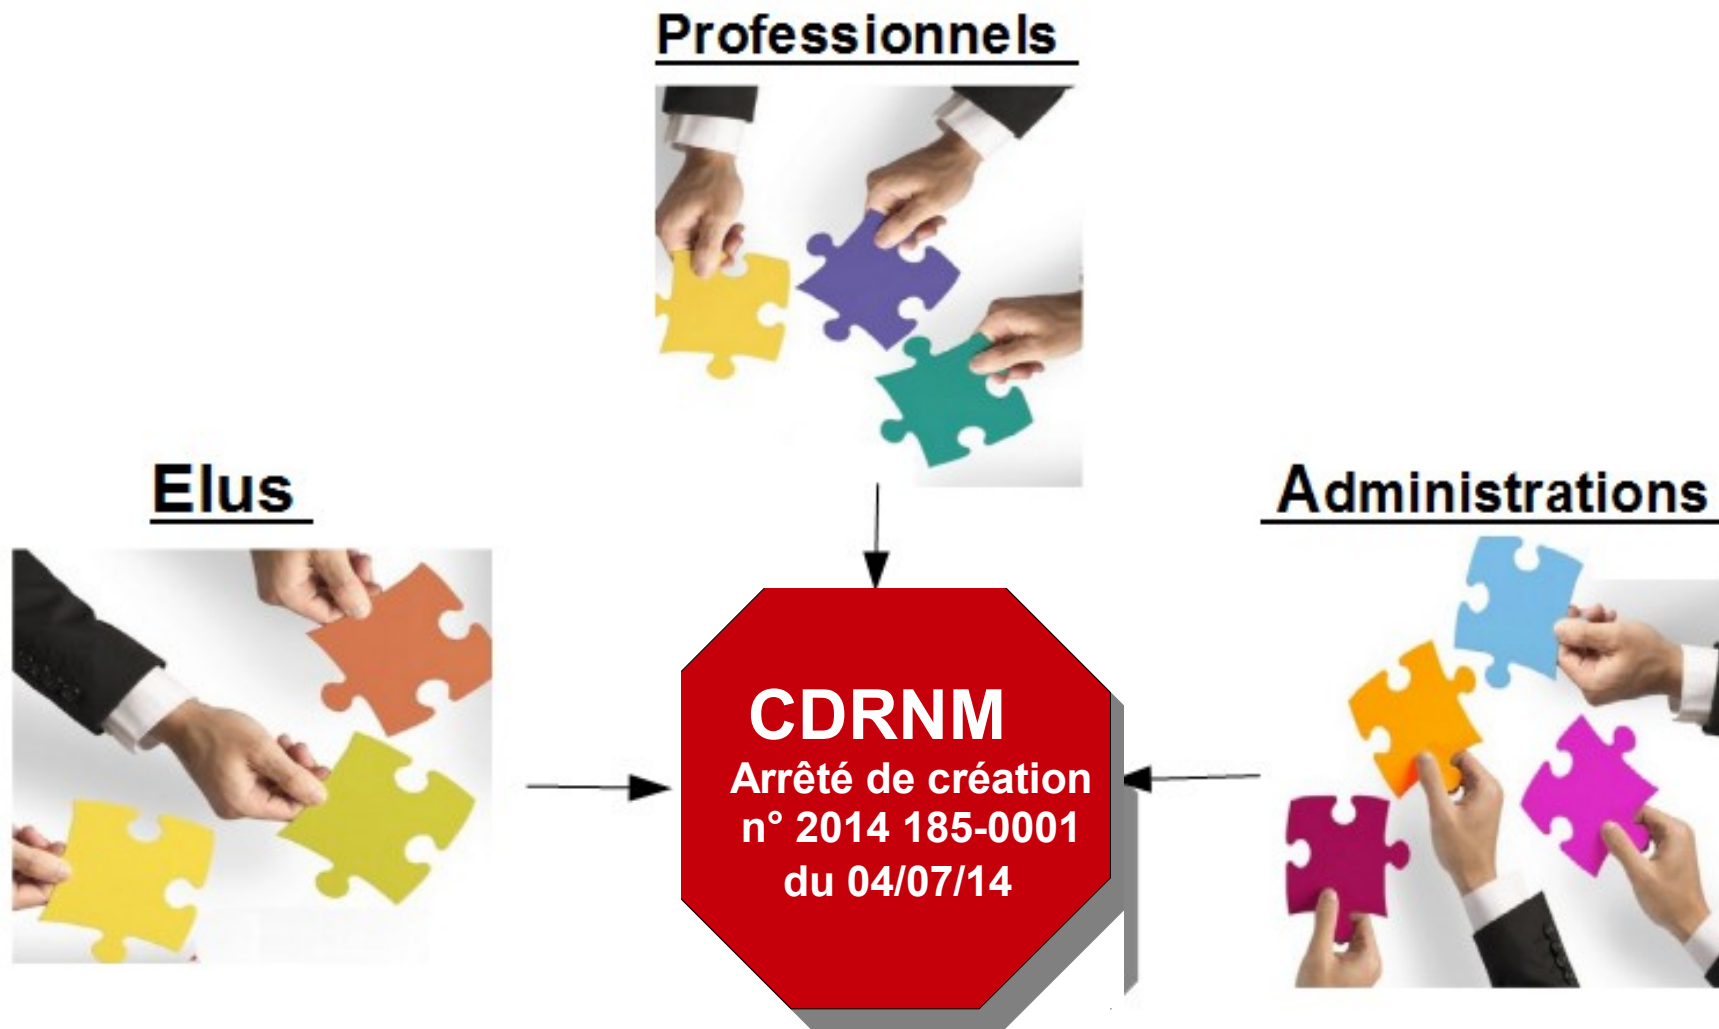 Professionnels
Elus
Administrations
CDRNM
Arrêté de création
n° 2014 185-0001
du 04/07/14